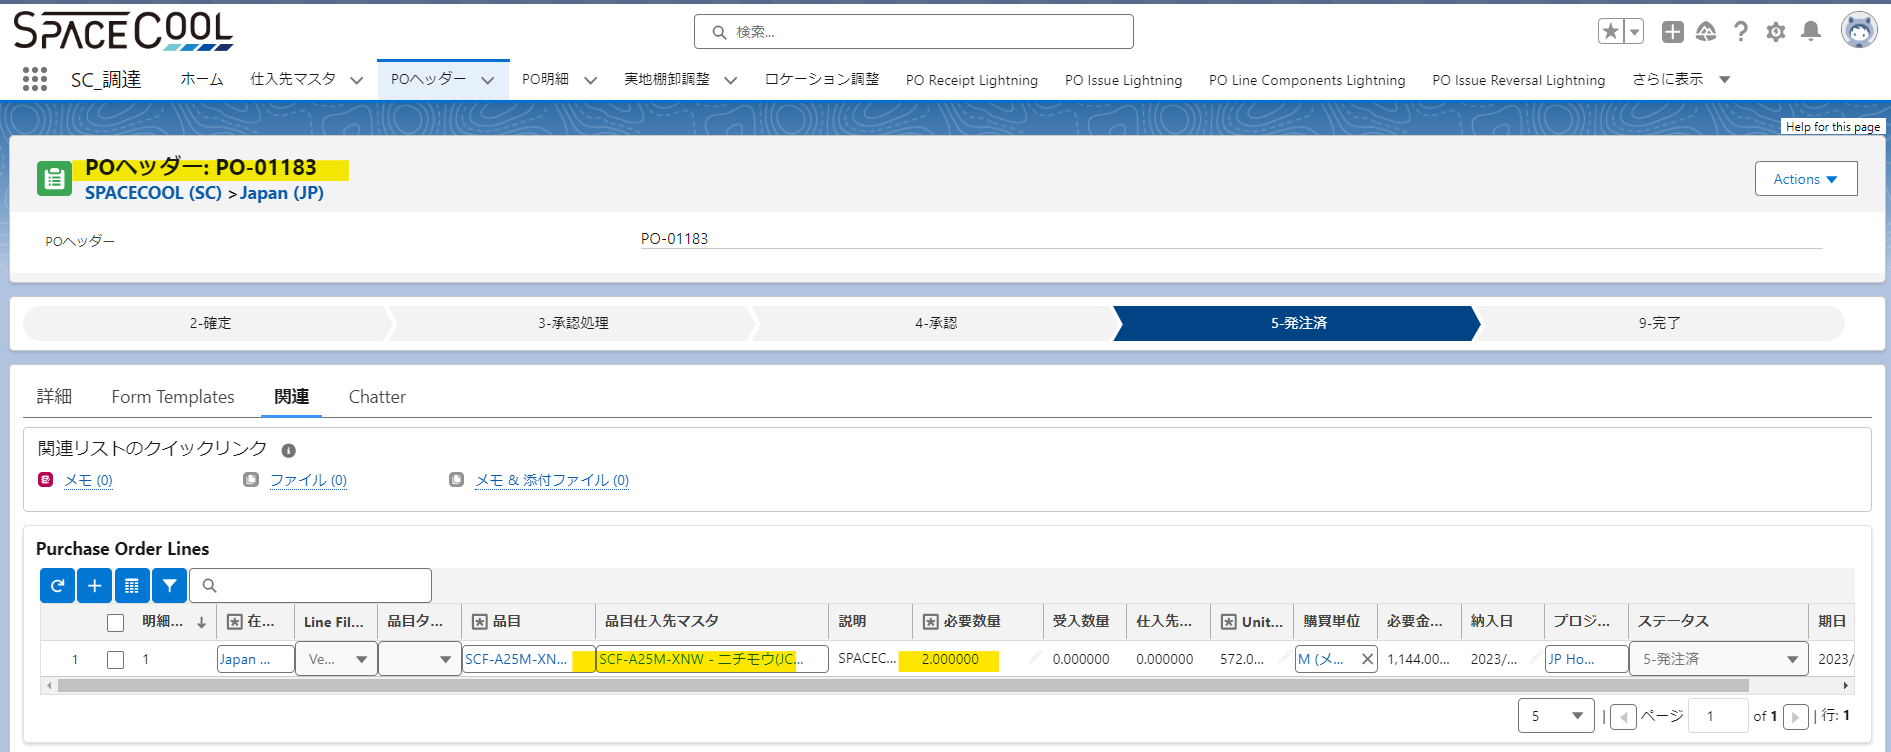 SPACECOOL
検索...
SC_調達
ホーム
仕入先マスタ
POヘッダー
PO明細
実地棚卸調整
ロケーション調整
PO Receipt Lightning
PO Issue Lightning
PO Line Components Lightning
PO Issue Reversal Lightning
さらに表示
Help for this page
POヘッダー: PO-01183
SPACECOOL (SC) >Japan (JP)
Actions
POヘッダー
PO-01183
2-確定
3-承認処理
4-承認
5-発注済
9-完了
詳細
Form Templates
関連
Chatter
関連リストのクイックリンク
メモ (0)
ファイル (0)
メモ & 添付ファイル (0)
Purchase Order Lines
明細... 在... Line Fil... 品目タ... 品目 品目仕入先マスタ 説明 必要数量 受入数量 仕入先... Unit... 購買単位 必要金... 納入日 プロジ... ステータス 期日
1 1 Japan ... Ve... SCF-A25M-XN... SCF-A25M-XNW - ニチモウ(JC... SPACEC... 2.000000 0.000000 0.000000 572.0... M (メ... 1,144.00... 2023/... JP Ho... 5-発注済 2023/
5 | ページ 1 of 1 | 行: 1